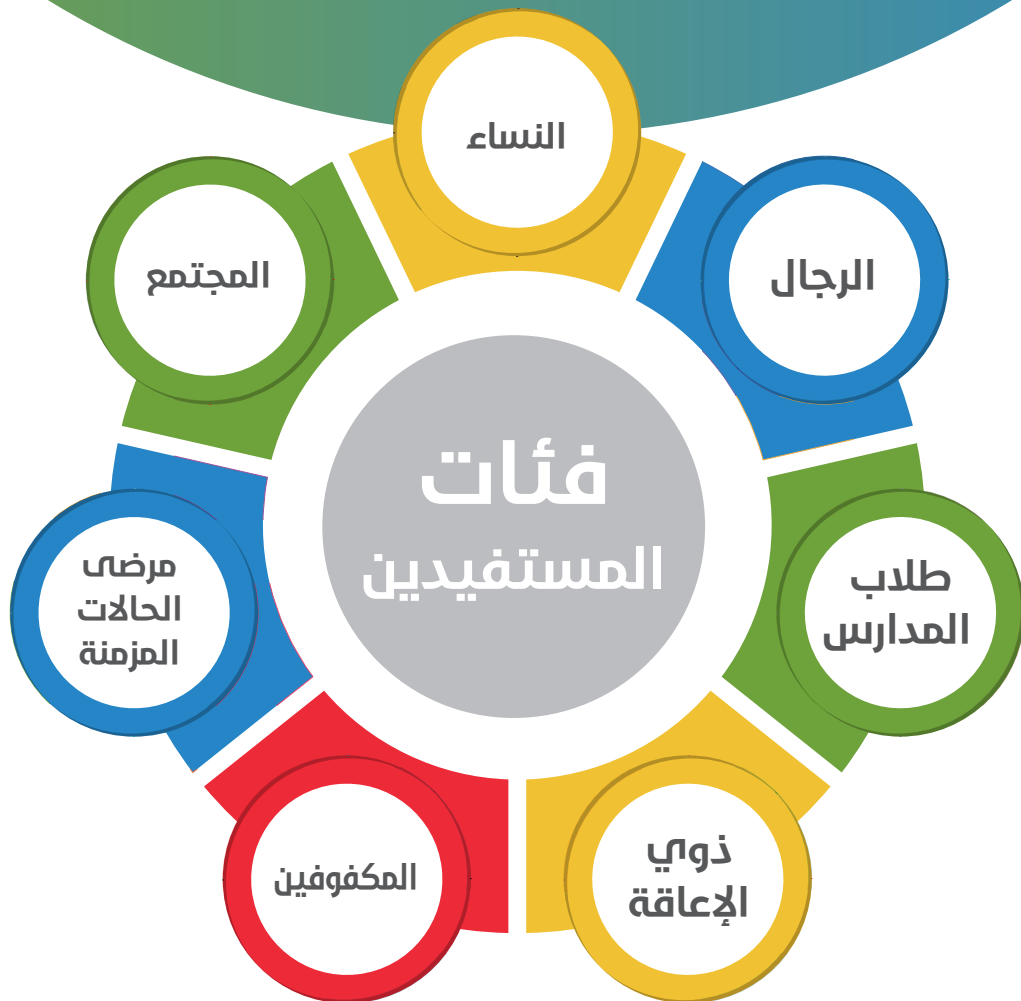 فئات
المستفيدين
النساء
الرجال
طلاب
المدارس
ذوي
الإعاقة
المكفوفين
مرضى
الحالات
المزمنة
المجتمع